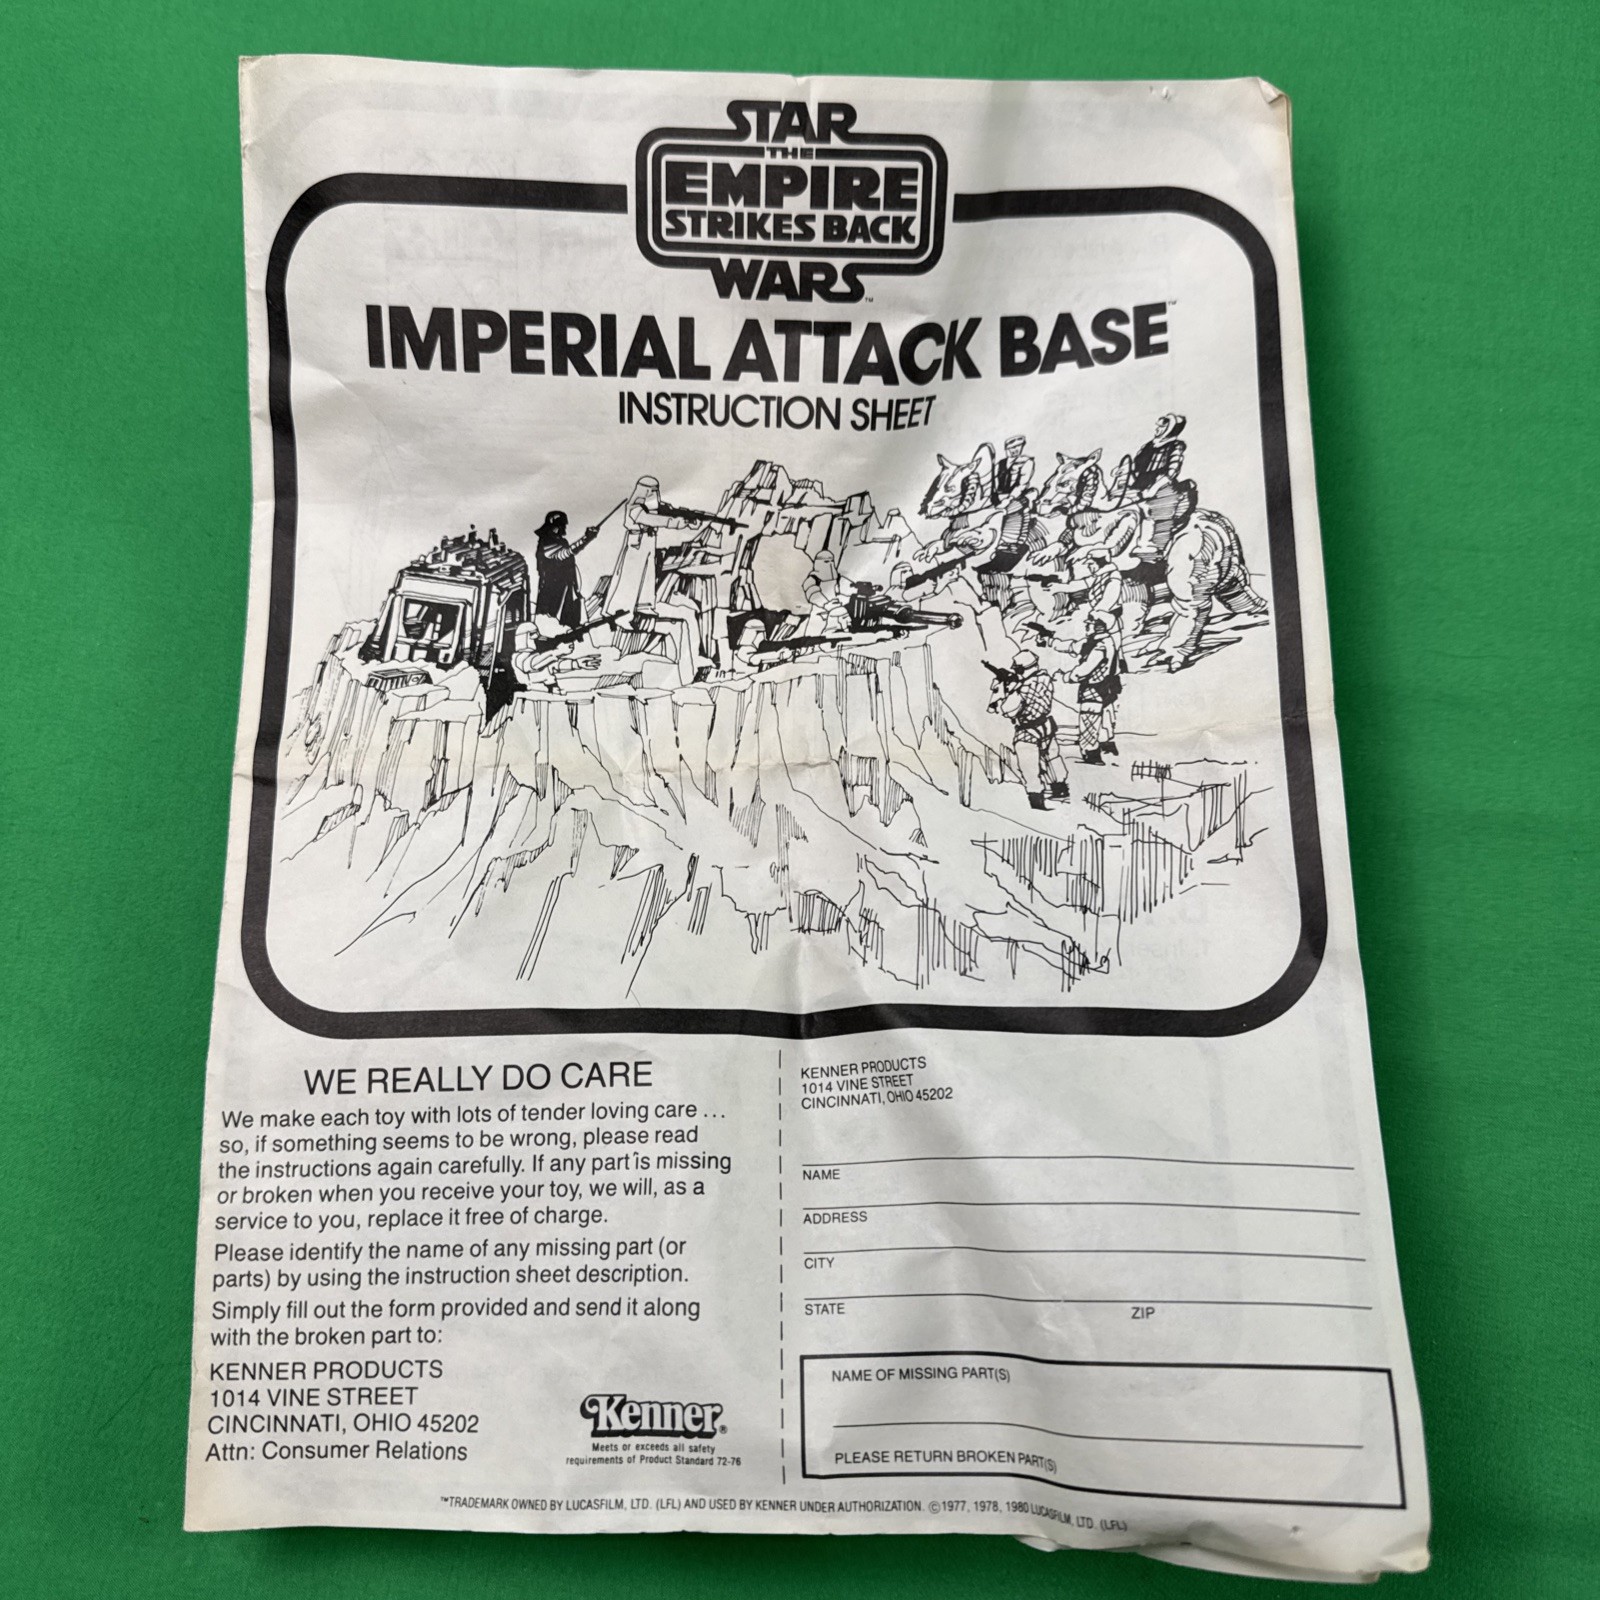 STAR
THE
EMPIRE
STRIKES BACK
WARS™
IMPERIAL ATTACK BASE™
INSTRUCTION SHEET
WE REALLY DO CARE
We make each toy with lots of tender loving care ...
so, if something seems to be wrong, please read
the instructions again carefully. If any part is missing
or broken when you receive your toy, we will, as a
service to you, replace it free of charge.
Please identify the name of any missing part (or
parts) by using the instruction sheet description.
Simply fill out the form provided and send it along
with the broken part to:
KENNER PRODUCTS
1014 VINE STREET
CINCINNATI, OHIO 45202
Attn: Consumer Relations
Kenner®
Meets or exceeds all safety
requirements of Product Standard 72-76
KENNER PRODUCTS
1014 VINE STREET
CINCINNATI, OHIO 45202
NAME
ADDRESS
CITY
STATE ZIP
NAME OF MISSING PART(S)
PLEASE RETURN BROKEN PART(S)
™TRADEMARK OWNED BY LUCASFILM, LTD. (LFL) AND USED BY KENNER UNDER AUTHORIZATION. ©1977, 1978, 1980 LUCASFILM, LTD. (LFL)